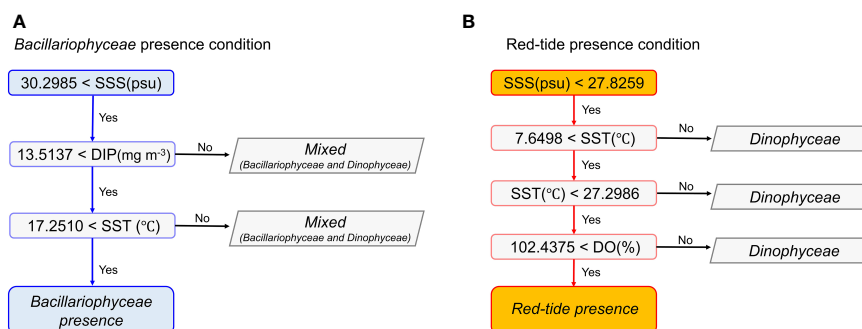 A
Bacillariophyceae presence condition
30.2985 < SSS(psu)
Yes
13.5137 < DIP(mg m-3)
No
Mixed
(Bacillariophyceae and Dinophyceae)
Yes
17.2510 < SST (℃)
No
Mixed
(Bacillariophyceae and Dinophyceae)
Yes
Bacillariophyceae
presence
B
Red-tide presence condition
SSS(psu) < 27.8259
Yes
7.6498 < SST(℃)
No
Dinophyceae
Yes
SST(℃) < 27.2986
No
Dinophyceae
Yes
102.4375 < DO(%)
No
Dinophyceae
Yes
Red-tide presence